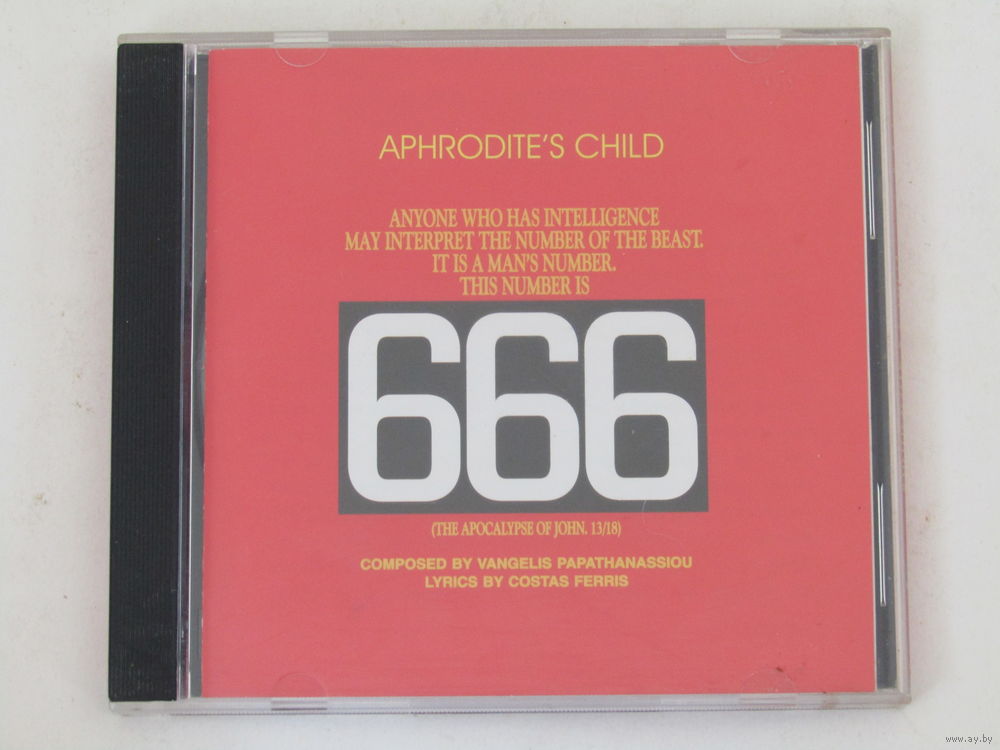 APHRODITE'S CHILD
ANYONE WHO HAS INTELLIGENCE
MAY INTERPRET THE NUMBER OF THE BEAST.
IT IS A MAN'S NUMBER.
THIS NUMBER IS
666
(THE APOCALYPSE OF JOHN. 13/18)
COMPOSED BY VANGELIS PAPATHANASSIOU
LYRICS BY COSTAS FERRIS
www.ay.by